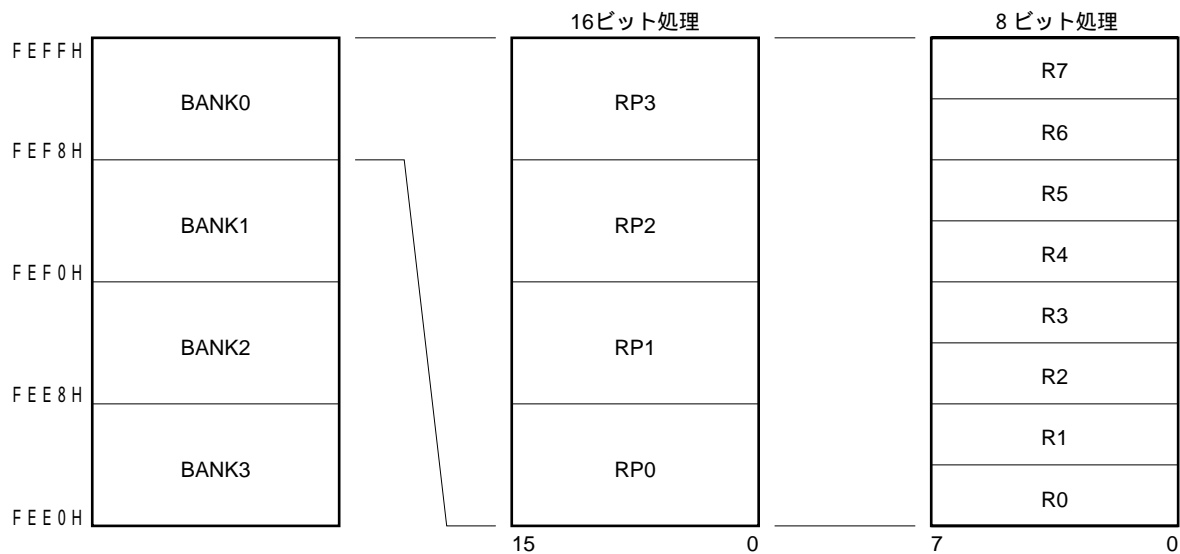 16ビット処理
8 ビット処理
FEFFH
BANK0
RP3
R7
R6
FEF8H
BANK1
RP2
R5
R4
FEF0H
BANK2
RP1
R3
R2
FEE8H
BANK3
RP0
R1
R0
FEE0H
15 0
7 0